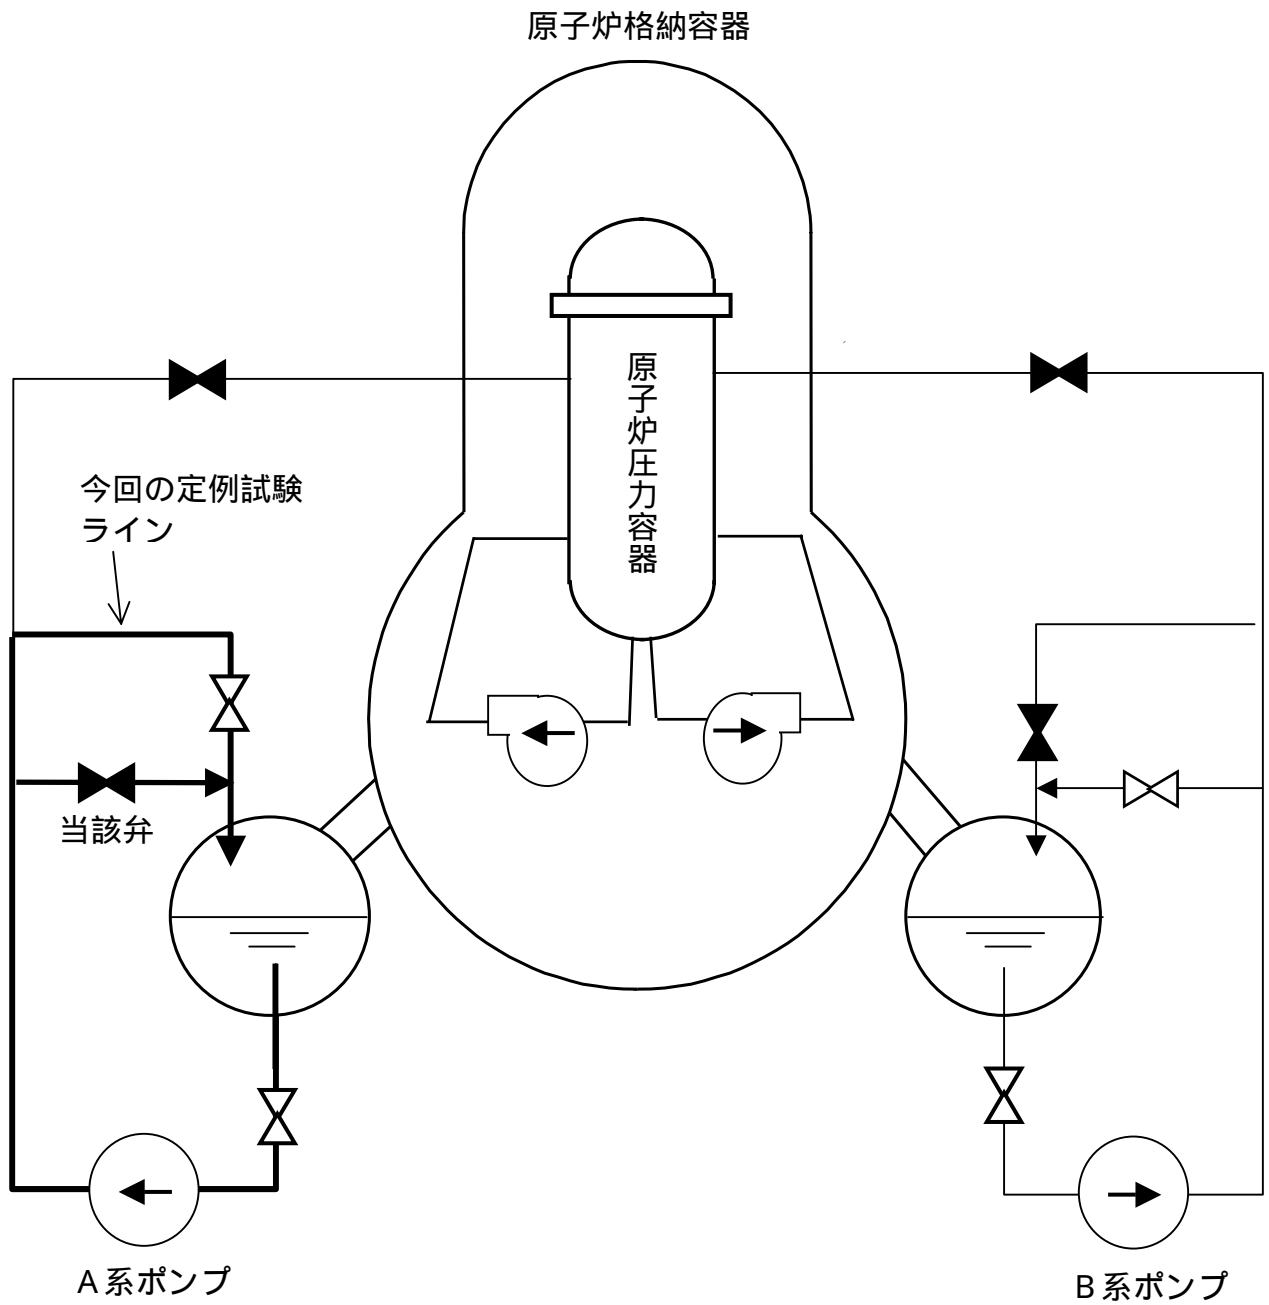 原子炉格納容器
原子炉圧力容器
今回の定例試験
ライン
当該弁
A系ポンプ
B系ポンプ